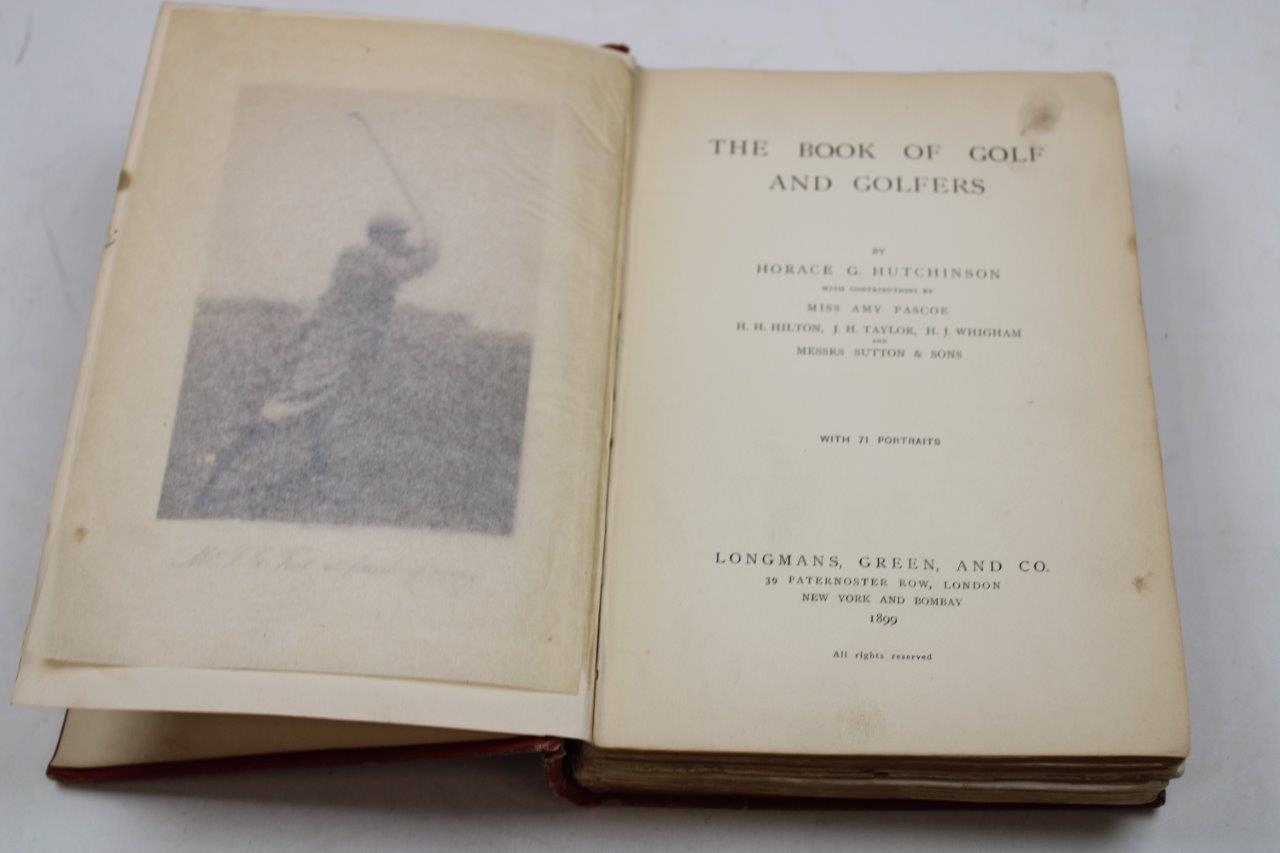 THE BOOK OF GOLF
AND GOLFERS
BY
HORACE G. HUTCHINSON
WITH CONTRIBUTIONS BY
MISS AMY PASCOE
H. H. HILTON, J. H. TAYLOR, H. J. WHIGHAM
AND
MESSRS SUTTON & SONS
WITH 71 PORTRAITS
LONGMANS, GREEN, AND CO.
39 PATERNOSTER ROW, LONDON
NEW YORK AND BOMBAY
1899
All rights reserved